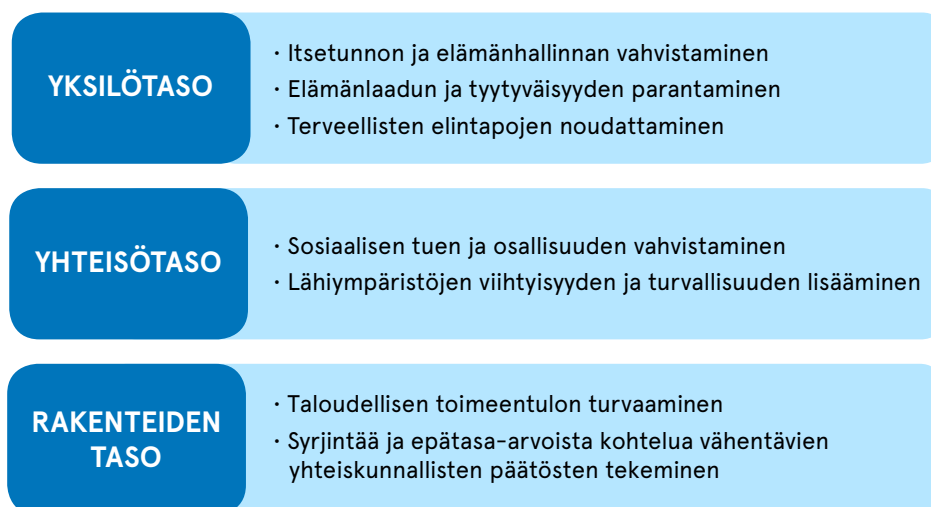 YKSILÖTASO
· Itsetunnon ja elämänhallinnan vahvistaminen
· Elämänlaadun ja tyytyväisyyden parantaminen
· Terveellisten elintapojen noudattaminen
YHTEISÖTASO
· Sosiaalisen tuen ja osallisuuden vahvistaminen
· Lähiympäristöjen viihtyisyyden ja turvallisuuden lisääminen
RAKENTEIDEN
TASO
· Taloudellisen toimeentulon turvaaminen
· Syrjintää ja epätasa-arvoista kohtelua vähentävien
yhteiskunnallisten päätösten tekeminen